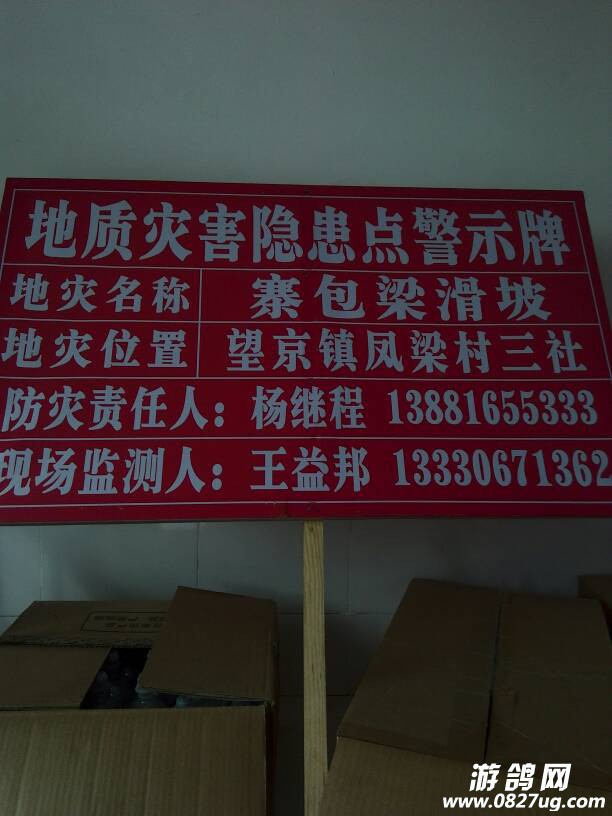 地质灾害隐患点警示牌
地灾名称 寨包梁滑坡
地灾位置 望京镇凤梁村三社
防灾责任人：杨继程 13881655333
现场监测人：王益邦 13330671362
游鸽网
www.0827ug.com